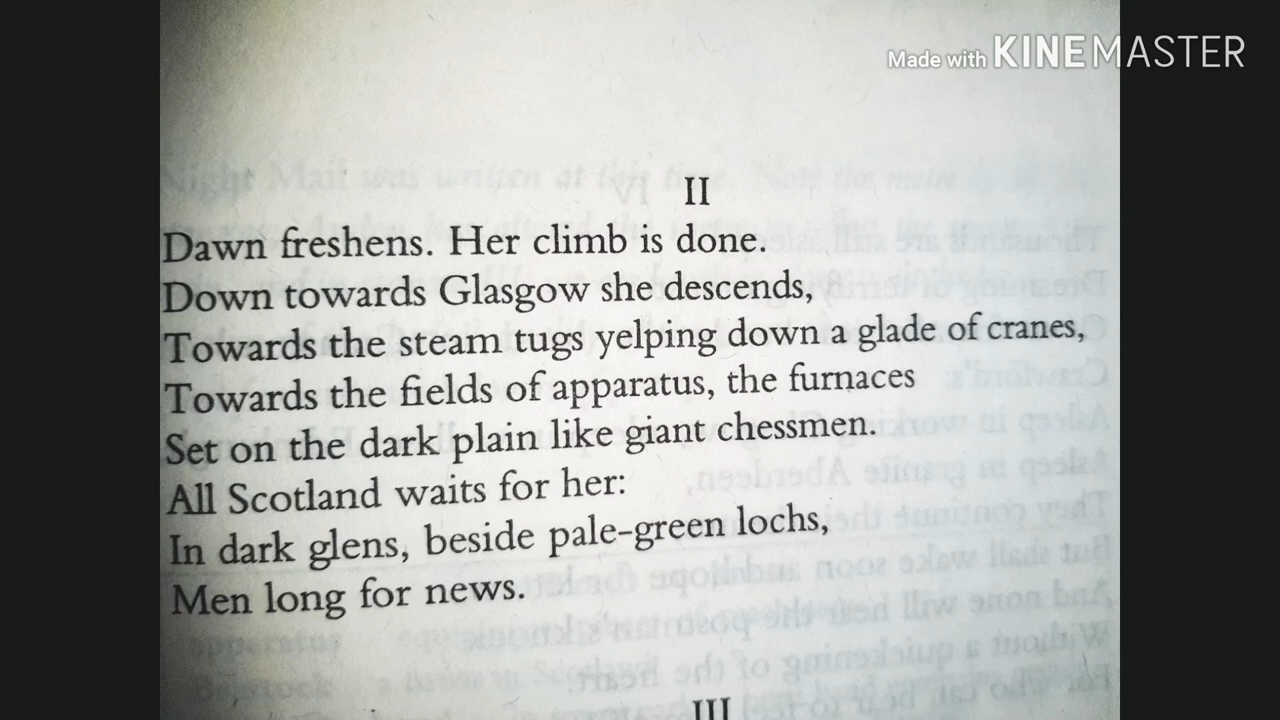 Made with KINEMASTER
II
Dawn freshens. Her climb is done.
Down towards Glasgow she descends,
Towards the steam tugs yelping down a glade of cranes,
Towards the fields of apparatus, the furnaces
Set on the dark plain like giant chessmen.
All Scotland waits for her:
In dark glens, beside pale-green lochs,
Men long for news.
III